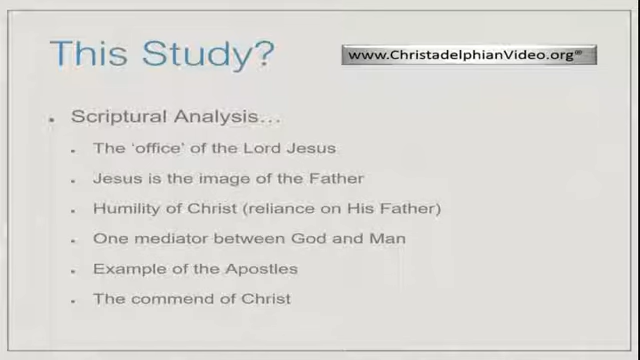 This Study?
www.ChristadelphianVideo.org®
Scriptural Analysis…
The 'office' of the Lord Jesus
Jesus is the image of the Father
Humility of Christ (reliance on His Father)
One mediator between God and Man
Example of the Apostles
The commend of Christ